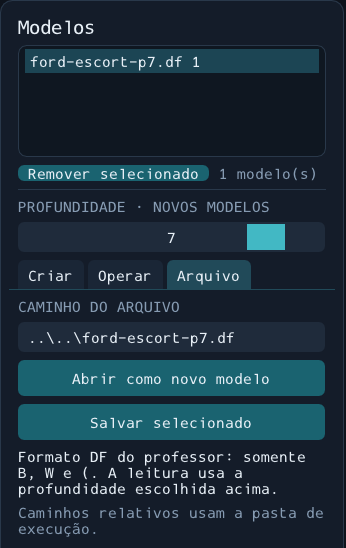 Modelos
ford-escort-p7.df 1
Remover selecionado 1 modelo(s)
PROFUNDIDADE · NOVOS MODELOS
7
Criar Operar Arquivo
CAMINHO DO ARQUIVO
..\..\ford-escort-p7.df
Abrir como novo modelo
Salvar selecionado
Formato DF do professor: somente
B, W e (. A leitura usa a
profundidade escolhida acima.
Caminhos relativos usam a pasta de
execução.